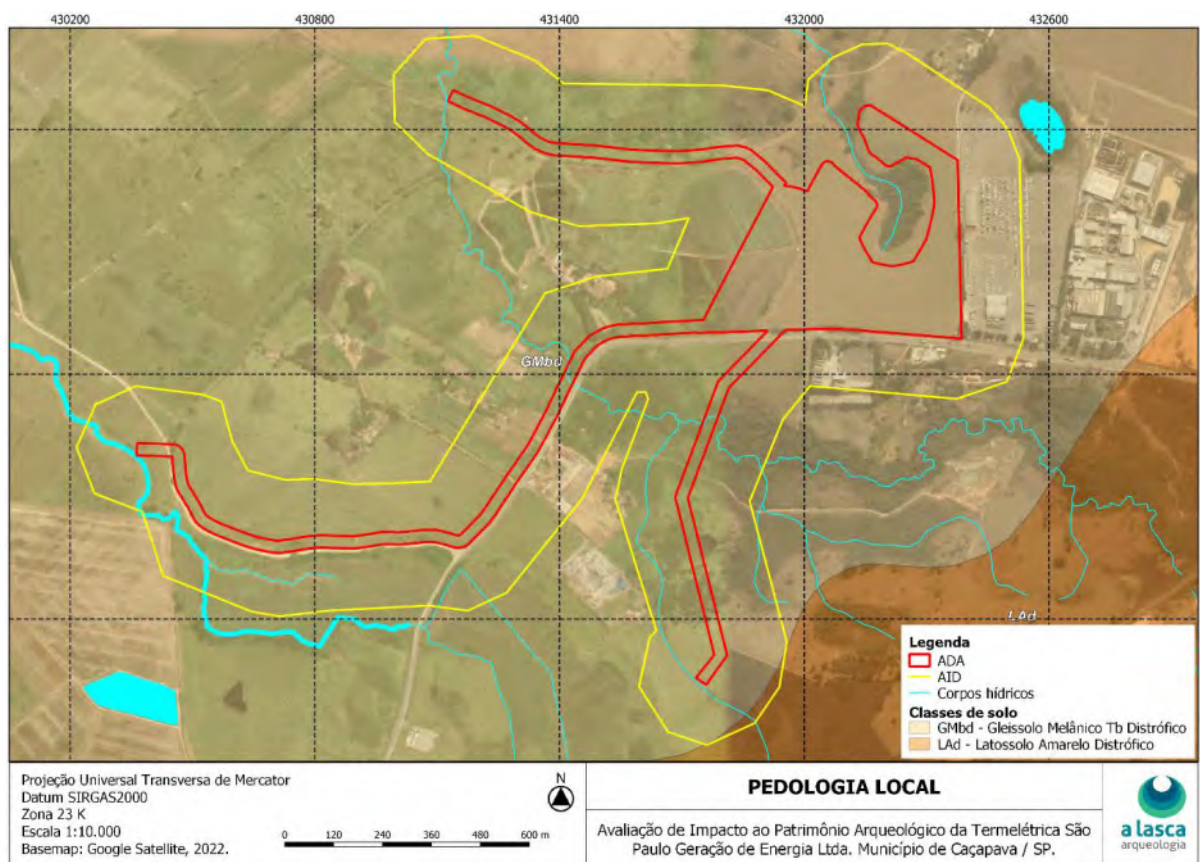 430200 430800 431400 432000 432600
GMbd
LAd
Legenda
ADA
AID
Corpos hídricos
Classes de solo
GMbd - Gleissolo Melânico Tb Distrófico
LAd - Latossolo Amarelo Distrófico
Projeção Universal Transversa de Mercator
Datum SIRGAS2000
Zona 23 K
Escala 1:10.000
Basemap: Google Satellite, 2022.
N
0 120 240 360 480 600 m
PEDOLOGIA LOCAL
Avaliação de Impacto ao Patrimônio Arqueológico da Termelétrica São
Paulo Geração de Energia Ltda. Município de Caçapava / SP.
a lasca
arqueologia